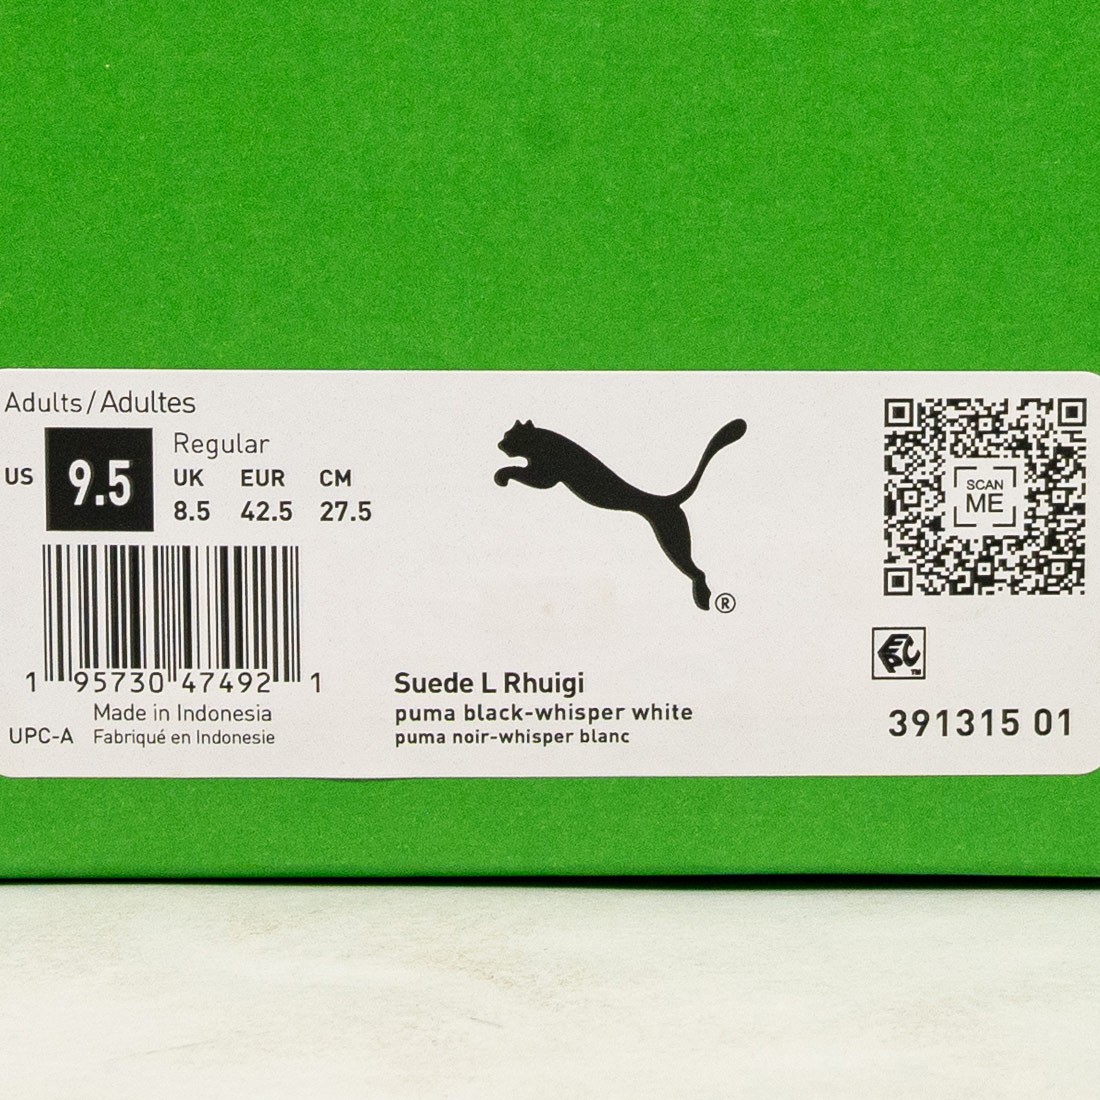 Adults/Adultes
Regular
US 9.5 UK EUR CM
8.5 42.5 27.5
SCAN
ME
®
1 95730 47492 1
Made in Indonesia
UPC-A Fabriqué en Indonesie
Suede L Rhuigi
puma black-whisper white
puma noir-whisper blanc
EPC™
391315 01